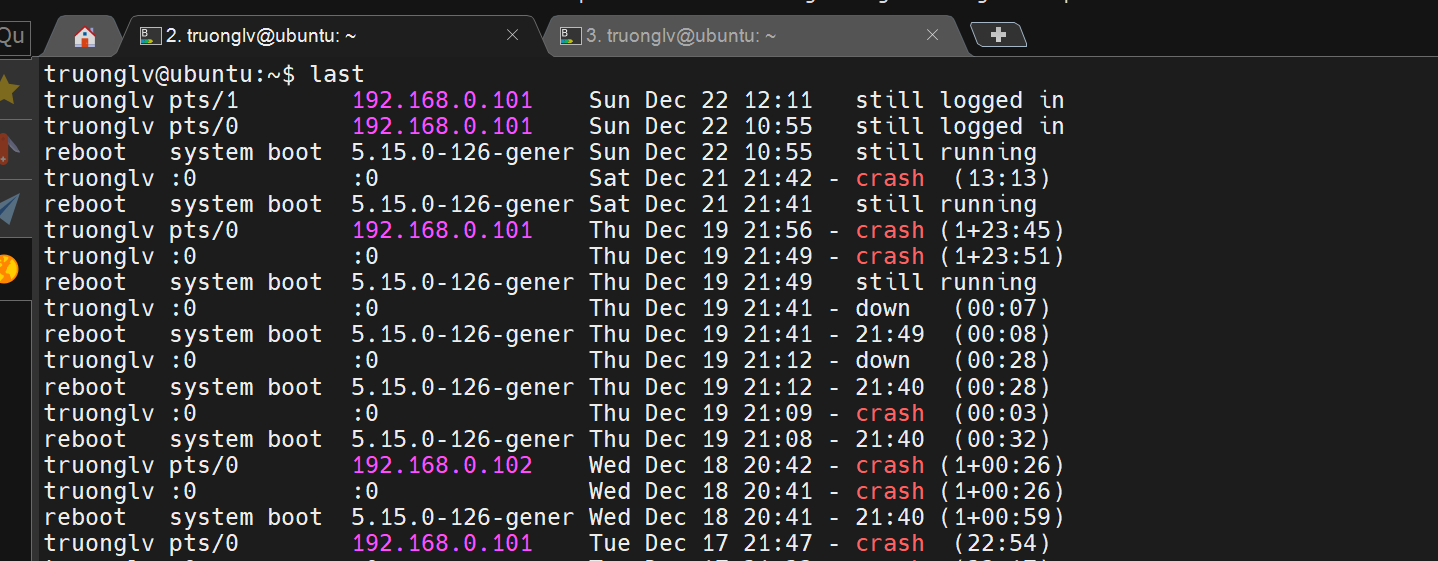 Qu
2. truonglv@ubuntu: ~
3. truonglv@ubuntu: ~
truonglv@ubuntu:~$ last
truonglv pts/1        192.168.0.101    Sun Dec 22 12:11   still logged in
truonglv pts/0        192.168.0.101    Sun Dec 22 10:55   still logged in
reboot   system boot  5.15.0-126-gener Sun Dec 22 10:55   still running
truonglv :0           :0               Sat Dec 21 21:42 - crash  (13:13)
reboot   system boot  5.15.0-126-gener Sat Dec 21 21:41   still running
truonglv pts/0        192.168.0.101    Thu Dec 19 21:56 - crash (1+23:45)
truonglv :0           :0               Thu Dec 19 21:49 - crash (1+23:51)
reboot   system boot  5.15.0-126-gener Thu Dec 19 21:49   still running
truonglv :0           :0               Thu Dec 19 21:41 - down   (00:07)
reboot   system boot  5.15.0-126-gener Thu Dec 19 21:41 - 21:49  (00:08)
truonglv :0           :0               Thu Dec 19 21:12 - down   (00:28)
reboot   system boot  5.15.0-126-gener Thu Dec 19 21:12 - 21:40  (00:28)
truonglv :0           :0               Thu Dec 19 21:09 - crash  (00:03)
reboot   system boot  5.15.0-126-gener Thu Dec 19 21:08 - 21:40  (00:32)
truonglv pts/0        192.168.0.102    Wed Dec 18 20:42 - crash (1+00:26)
truonglv :0           :0               Wed Dec 18 20:41 - crash (1+00:26)
reboot   system boot  5.15.0-126-gener Wed Dec 18 20:41 - 21:40 (1+00:59)
truonglv pts/0        192.168.0.101    Tue Dec 17 21:47 - crash  (22:54)